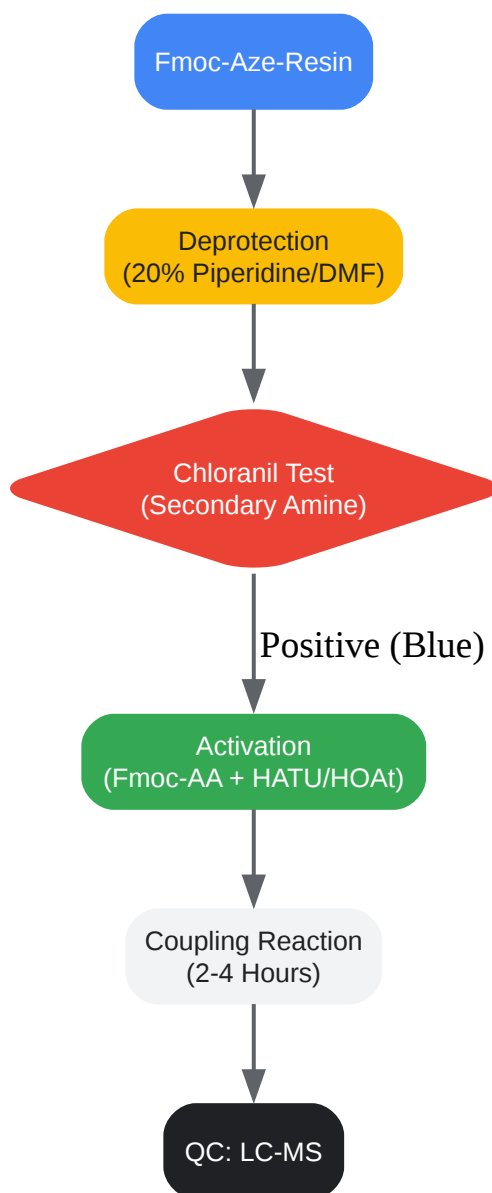 Fmoc-Aze-Resin
Deprotection
(20% Piperidine/DMF)
Chloranil Test
(Secondary Amine)
Positive (Blue)
Activation
(Fmoc-AA + HATU/HOAt)
Coupling Reaction
(2-4 Hours)
QC: LC-MS